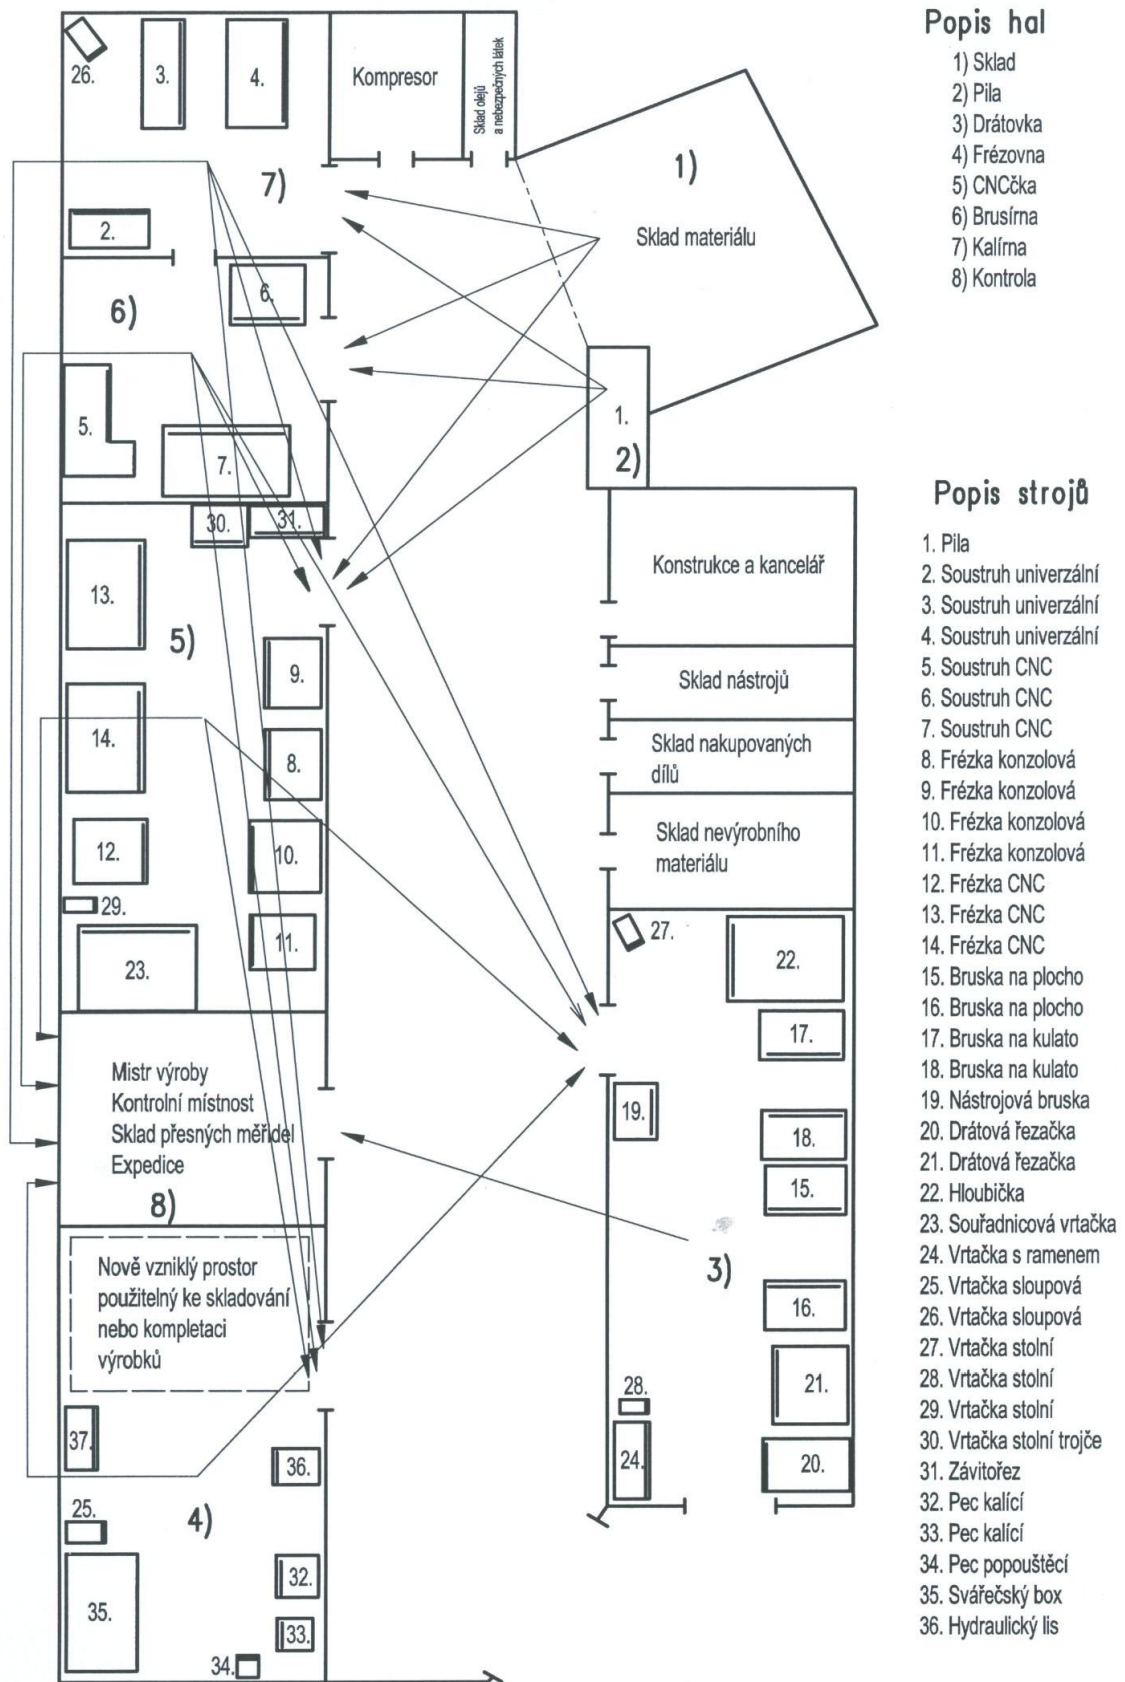 26.
3.
4.
Kompresor
Sklad olejů
a nebezpečných látek
7)
2.
6)
6.
5.
7.
1)
Sklad materiálu
1.
2)
30.
31.
13.
5)
9.
14.
8.
12.
10.
29.
11.
23.
Konstrukce a kancelář
Sklad nástrojů
Sklad nakupovaných
dílů
Sklad nevýrobního
materiálu
27.
22.
17.
19.
18.
15.
3)
16.
28.
21.
24.
20.
Mistr výroby
Kontrolní místnost
Sklad přesných měřidel
Expedice
8)
Nově vzniklý prostor
použitelný ke skladování
nebo kompletaci
výrobků
37.
36.
25.
4)
32.
35.
33.
34.
Popis hal
1) Sklad
2) Pila
3) Drátovka
4) Frézovna
5) CNCčka
6) Brusírna
7) Kalírna
8) Kontrola
Popis strojů
1. Pila
2. Soustruh univerzální
3. Soustruh univerzální
4. Soustruh univerzální
5. Soustruh CNC
6. Soustruh CNC
7. Soustruh CNC
8. Frézka konzolová
9. Frézka konzolová
10. Frézka konzolová
11. Frézka konzolová
12. Frézka CNC
13. Frézka CNC
14. Frézka CNC
15. Bruska na plocho
16. Bruska na plocho
17. Bruska na kulato
18. Bruska na kulato
19. Nástrojová bruska
20. Drátová řezačka
21. Drátová řezačka
22. Hloubička
23. Souřadnicová vrtačka
24. Vrtačka s ramenem
25. Vrtačka sloupová
26. Vrtačka sloupová
27. Vrtačka stolní
28. Vrtačka stolní
29. Vrtačka stolní
30. Vrtačka stolní trojče
31. Závitořez
32. Pec kalící
33. Pec kalící
34. Pec popouštěcí
35. Svářečský box
36. Hydraulický lis